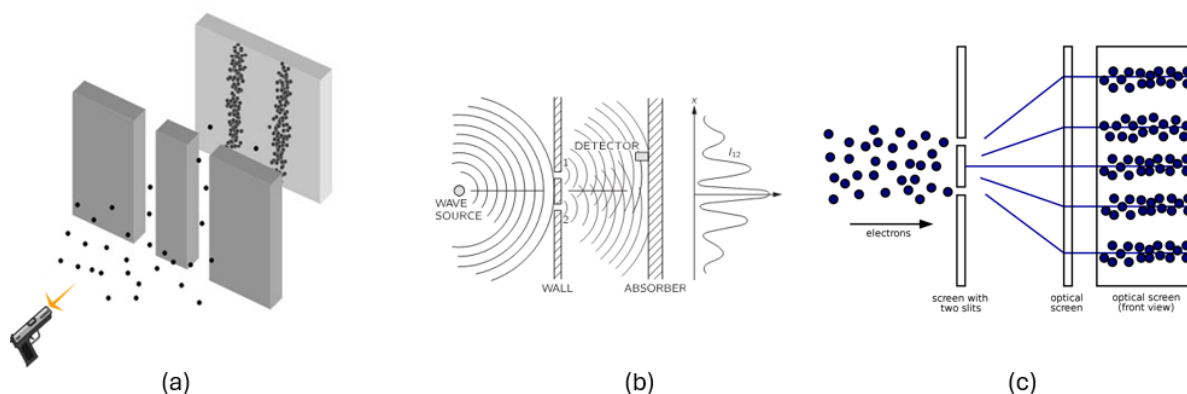 x
I₁₂
DETECTOR
1
2
WAVE
SOURCE
WALL
ABSORBER
electrons
screen with
two slits
optical
screen
optical screen
(front view)
(a)
(b)
(c)